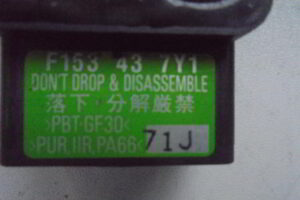 F153 43 7Y1
DON'T DROP & DISASSEMBLE
落下・分解厳禁
>PBT-GF30<
>PUR,IIR,PA66<
71J